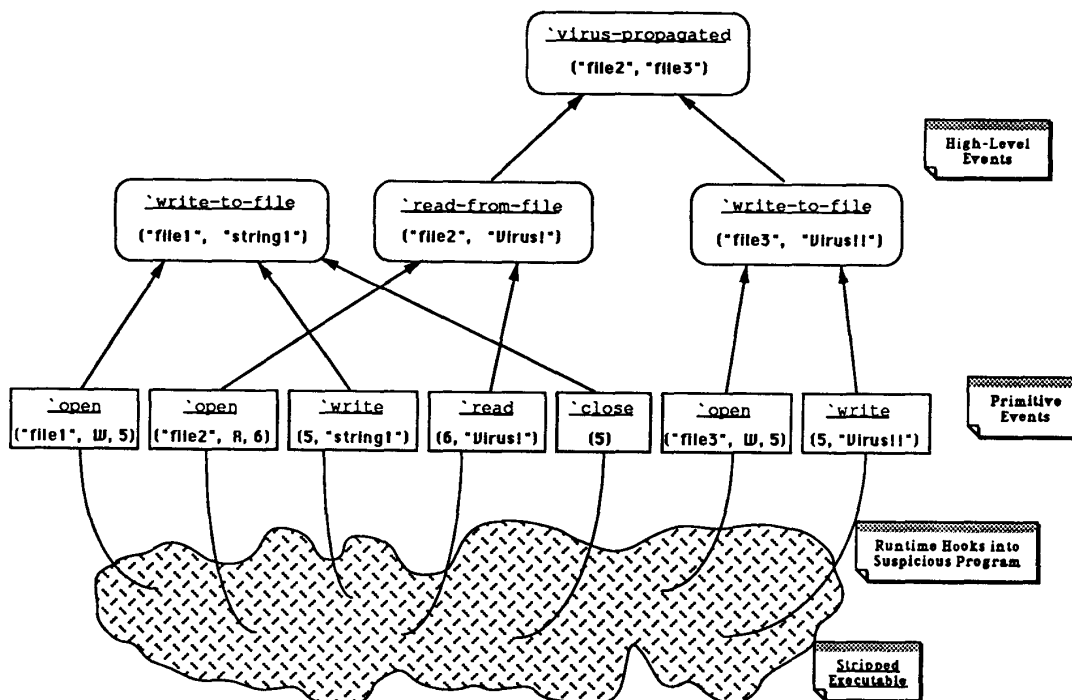 `virus-propagated
("file2", "file3")
High-Level
Events
`write-to-file
("file1", "string1")
`read-from-file
("file2", "Virus!")
`write-to-file
("file3", "Virus!!")
`open
("file1", W, 5)
`open
("file2", R, 6)
`write
(5, "string1")
`read
(6, "Virus!")
`close
(5)
`open
("file3", W, 5)
`write
(5, "Virus!!")
Primitive
Events
Runtime Hooks into
Suspicious Program
Stripped
Executable